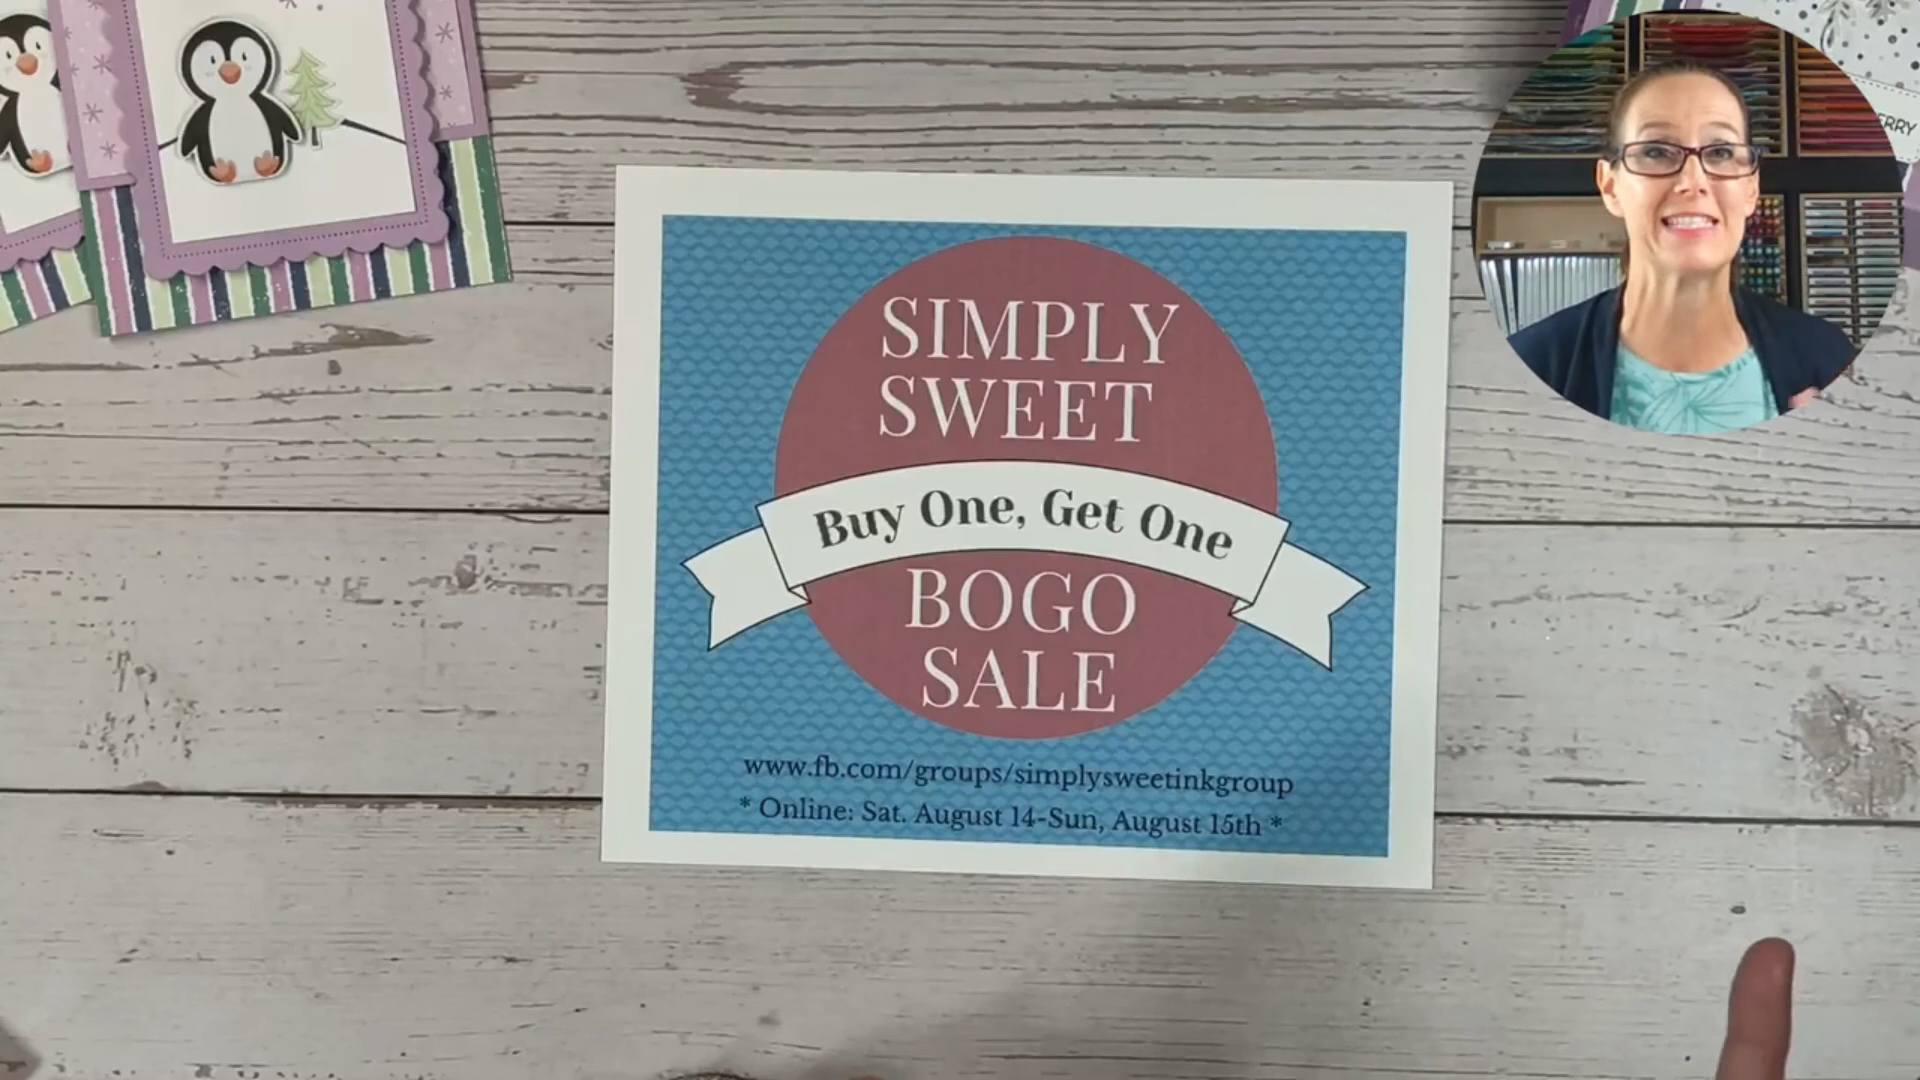 SIMPLY
SWEET
Buy One, Get One
BOGO
SALE
www.fb.com/groups/simplysweetinkgroup
* Online: Sat. August 14-Sun, August 15th *